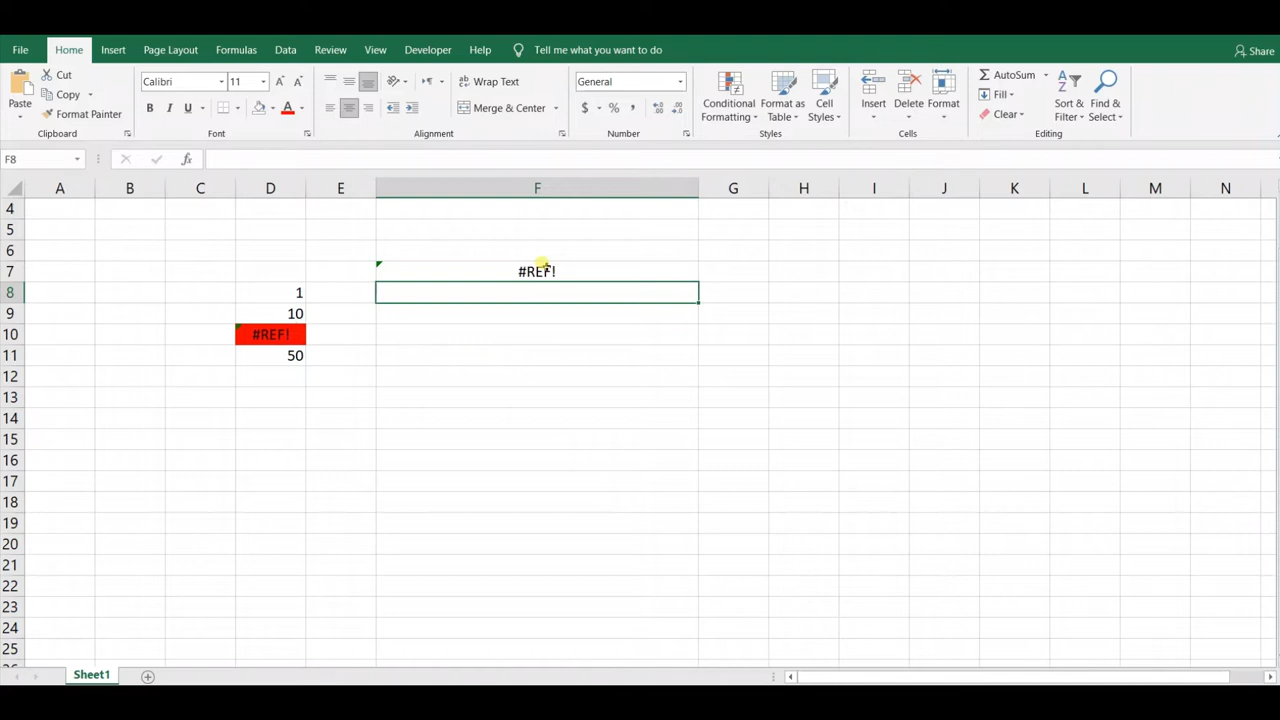 File Home Insert Page Layout Formulas Data Review View Developer Help Tell me what you want to do Share
Cut Calibri 11 Wrap Text General AutoSum
Paste Copy Conditional Format as Cell Insert Delete Format Fill Sort & Find &
Format Painter B I U A Merge & Center $ % , Formatting Table Styles Clear Filter Select
Clipboard Font Alignment Number Styles Cells Editing
F8 fx
A B C D E F G H I J K L M N
4
5
6
7 #REF!
8 1
9 10
10 #REF!
11 50
12
13
14
15
16
17
18
19
20
21
22
23
24
25
Sheet1